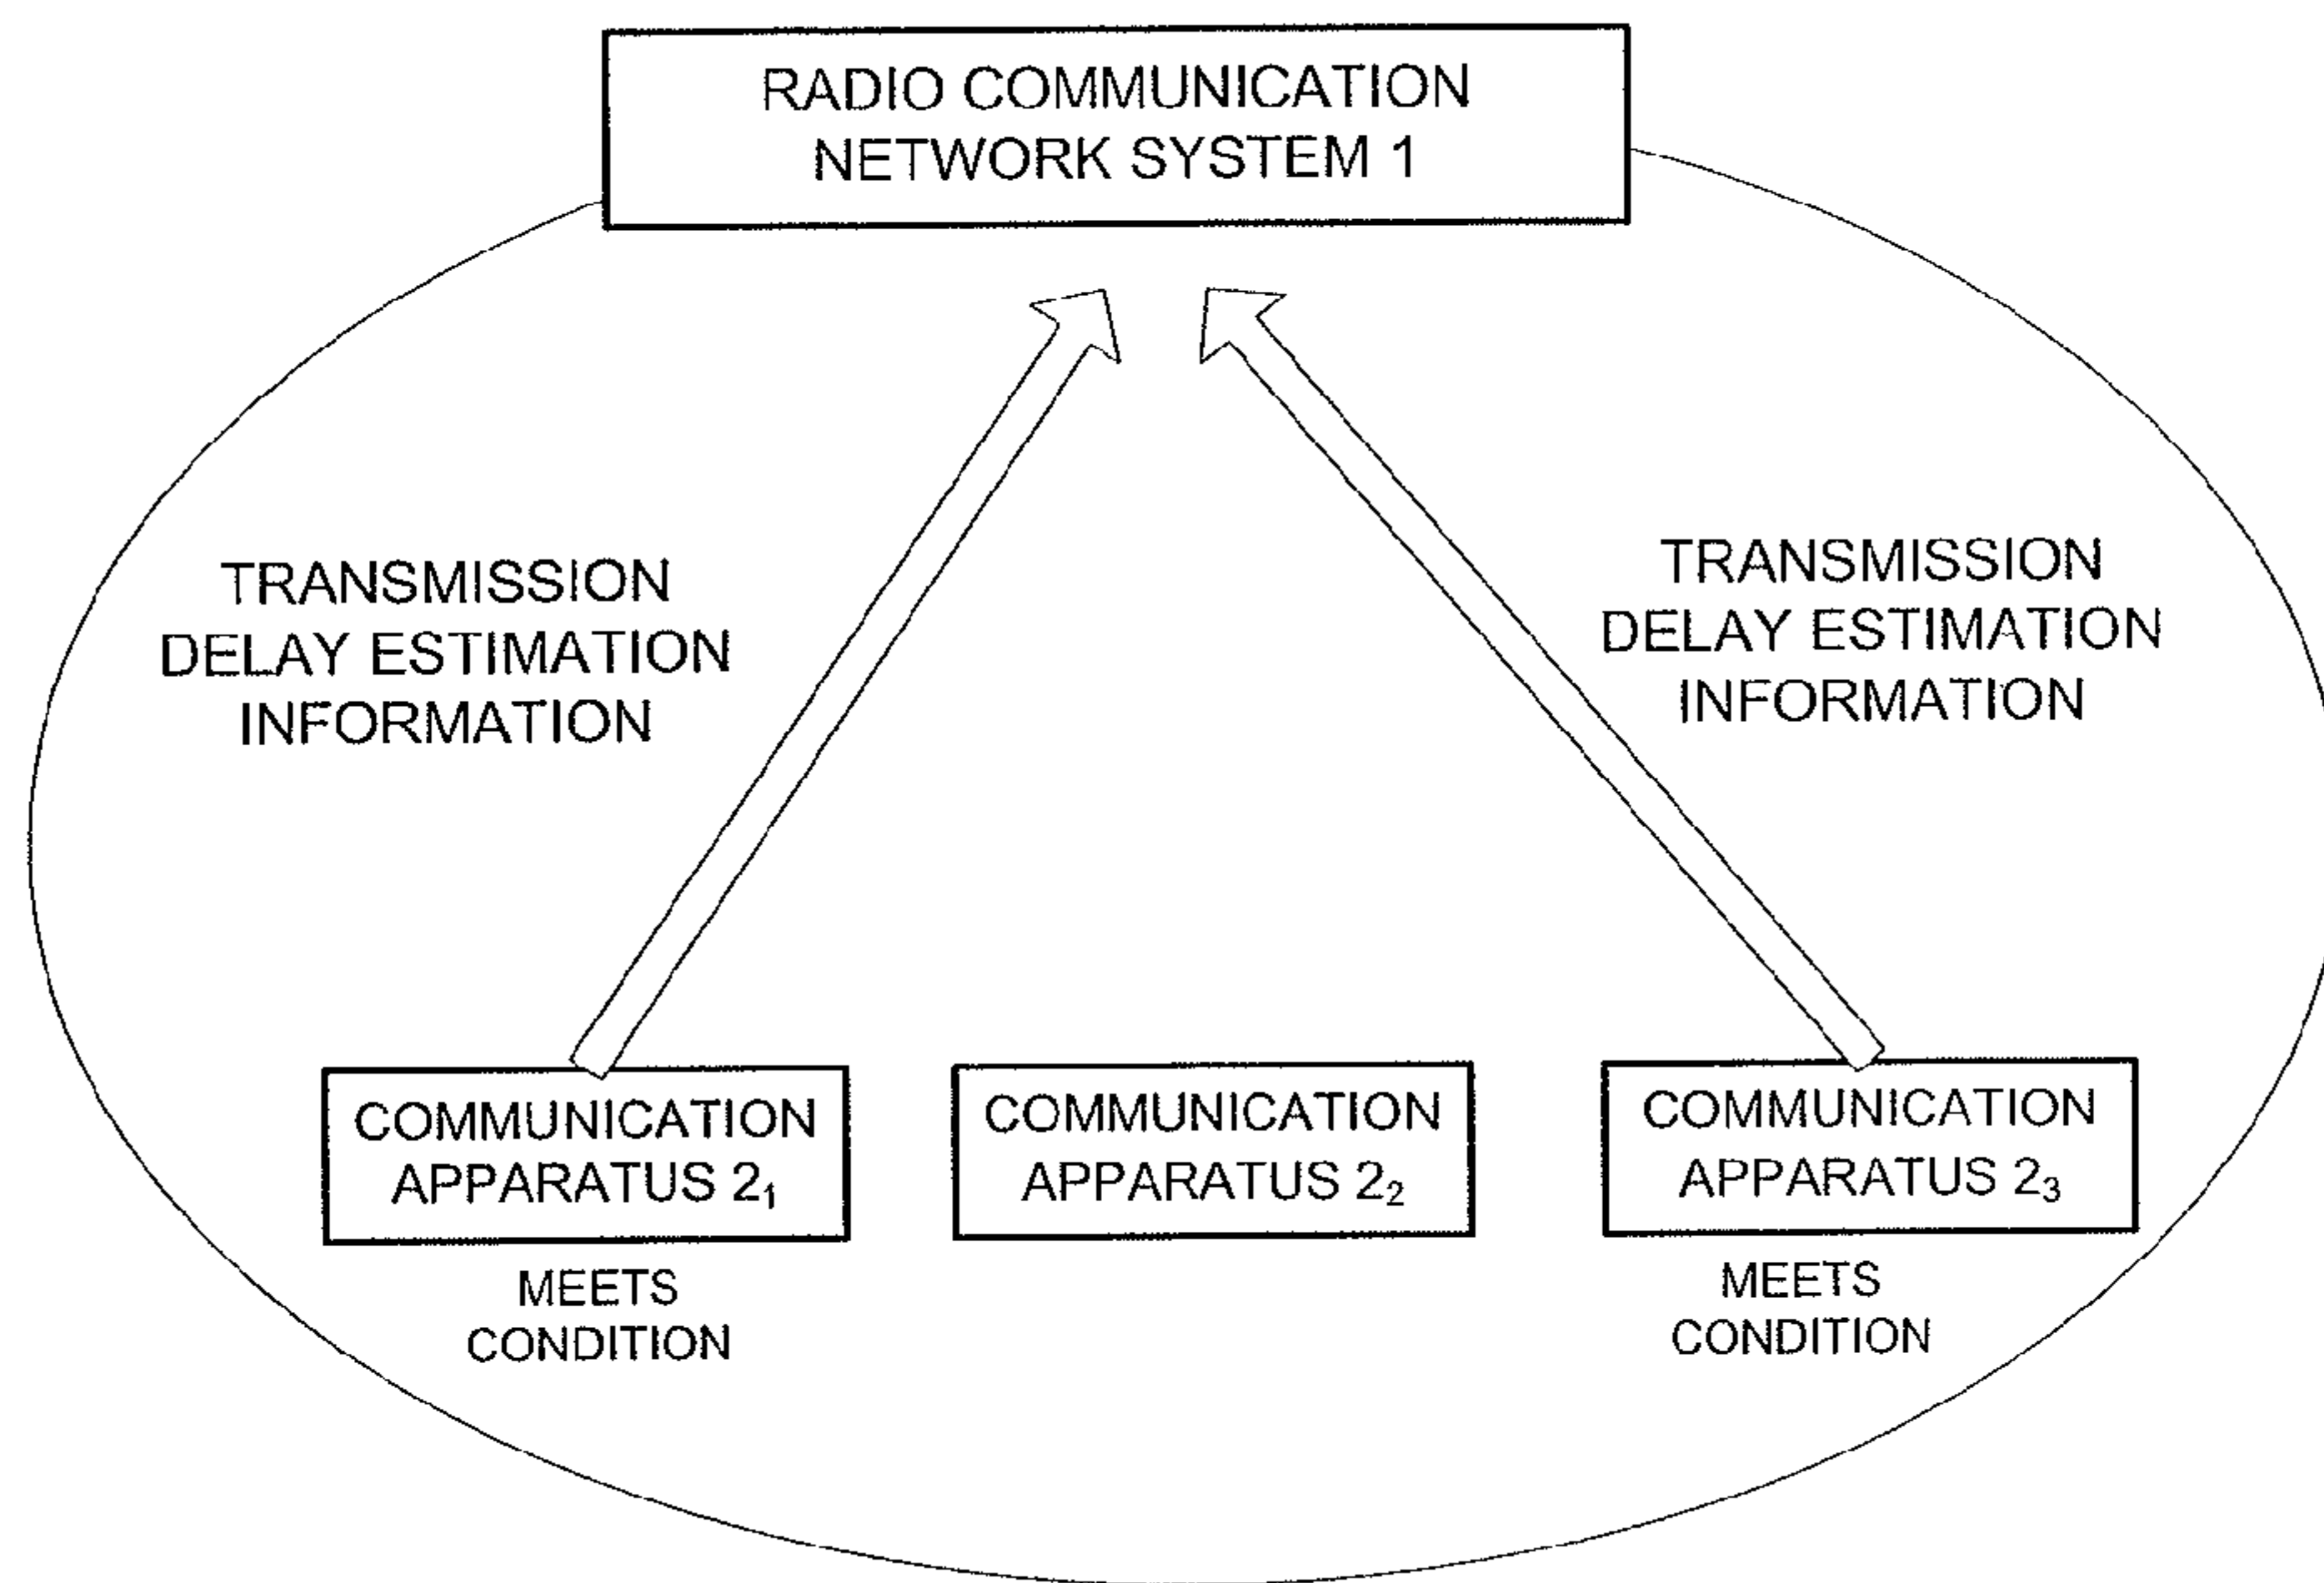 RADIO COMMUNICATION
NETWORK SYSTEM 1
TRANSMISSION
DELAY ESTIMATION
INFORMATION
TRANSMISSION
DELAY ESTIMATION
INFORMATION
COMMUNICATION
APPARATUS 2₁
MEETS
CONDITION
COMMUNICATION
APPARATUS 2₂
COMMUNICATION
APPARATUS 2₃
MEETS
CONDITION